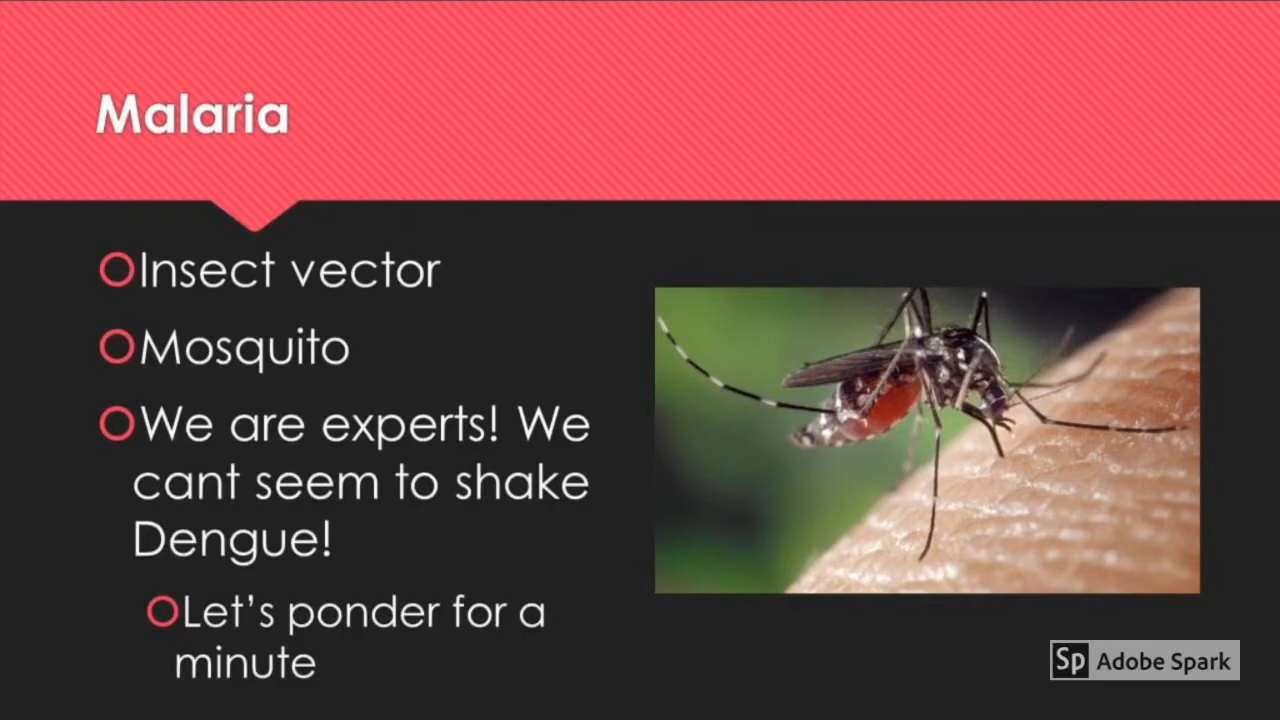 Malaria
Insect vector
Mosquito
We are experts! We
cant seem to shake
Dengue!
Let's ponder for a
minute
Sp Adobe Spark